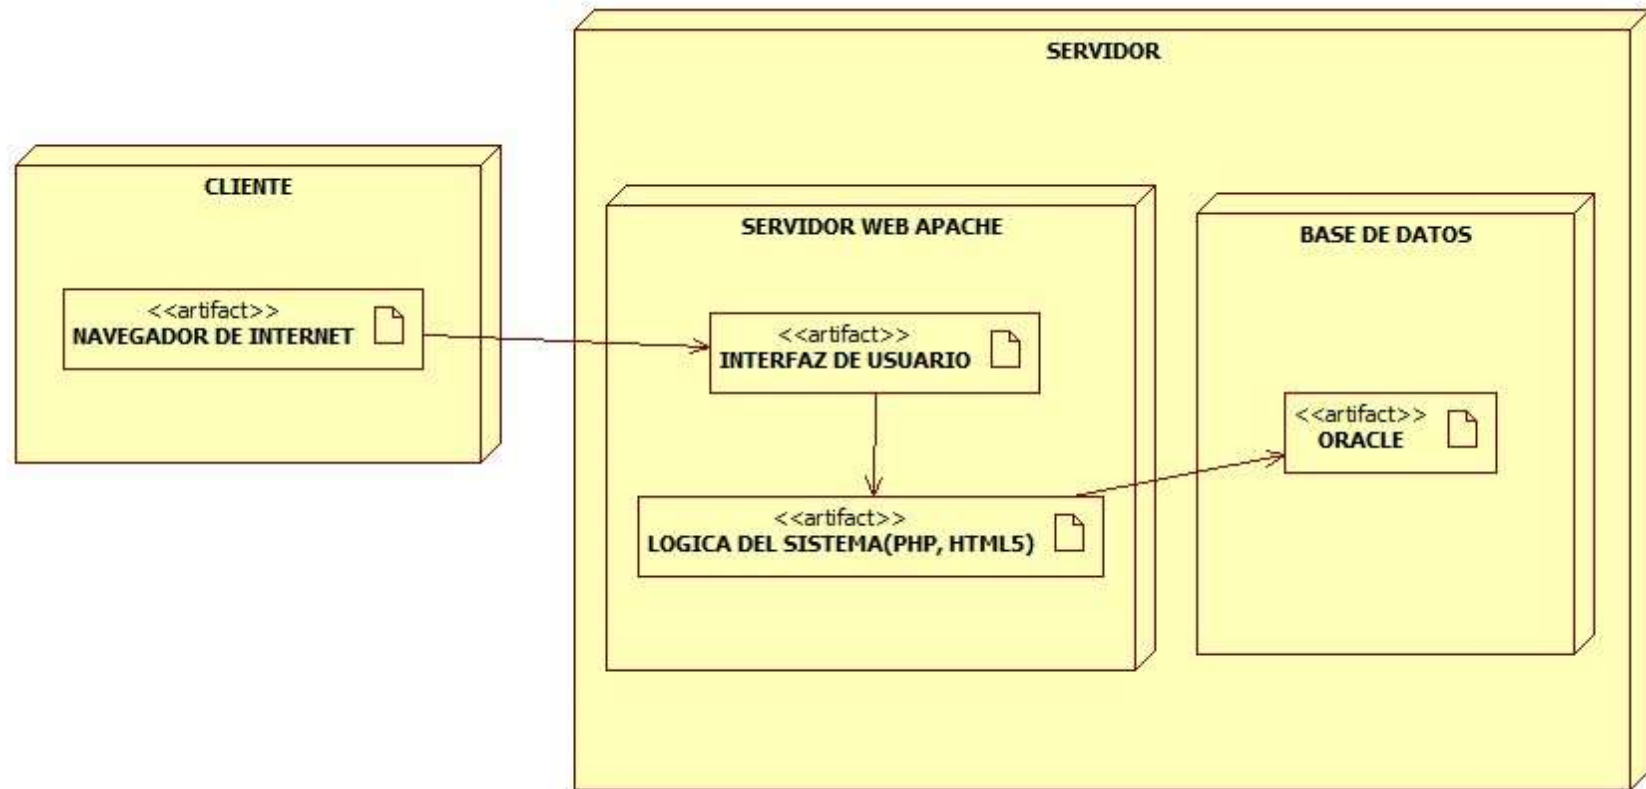 SERVIDOR
CLIENTE
<<artifact>>
NAVEGADOR DE INTERNET
SERVIDOR WEB APACHE
<<artifact>>
INTERFAZ DE USUARIO
<<artifact>>
LOGICA DEL SISTEMA(PHP, HTML5)
BASE DE DATOS
<<artifact>>
ORACLE